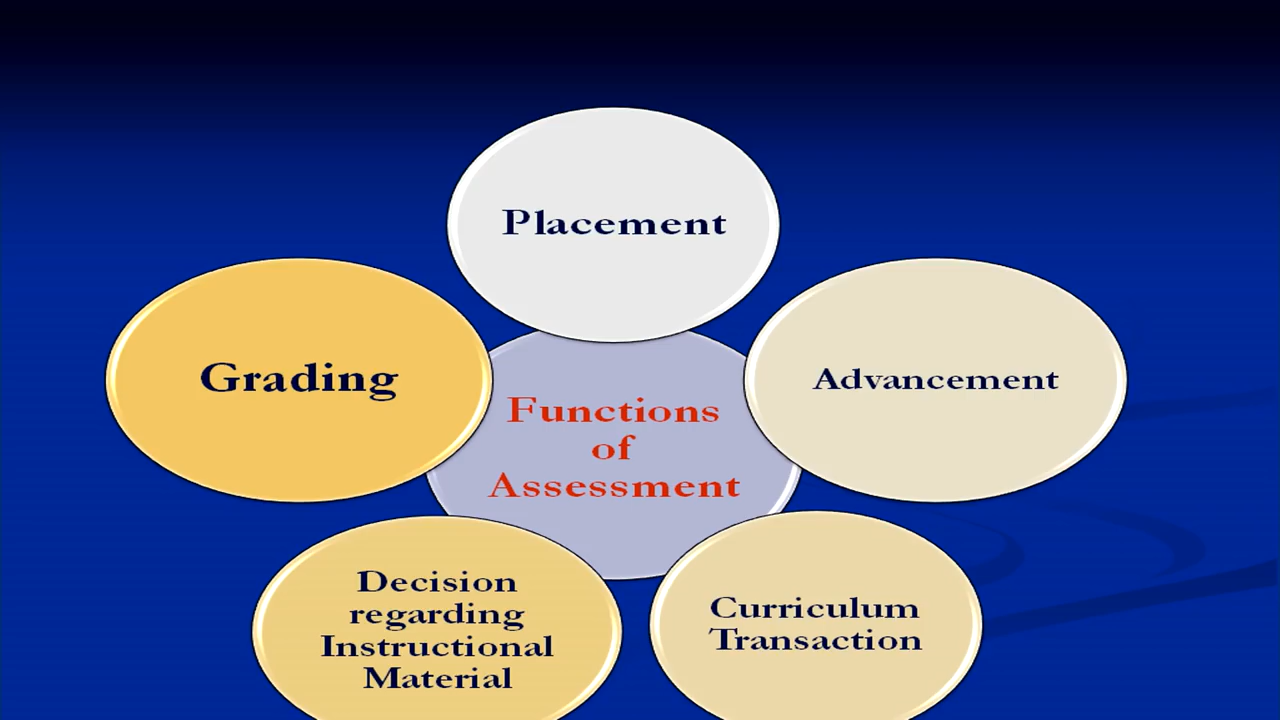 Placement
Grading
Advancement
Functions
of
Assessment
Decision
regarding
Instructional
Material
Curriculum
Transaction